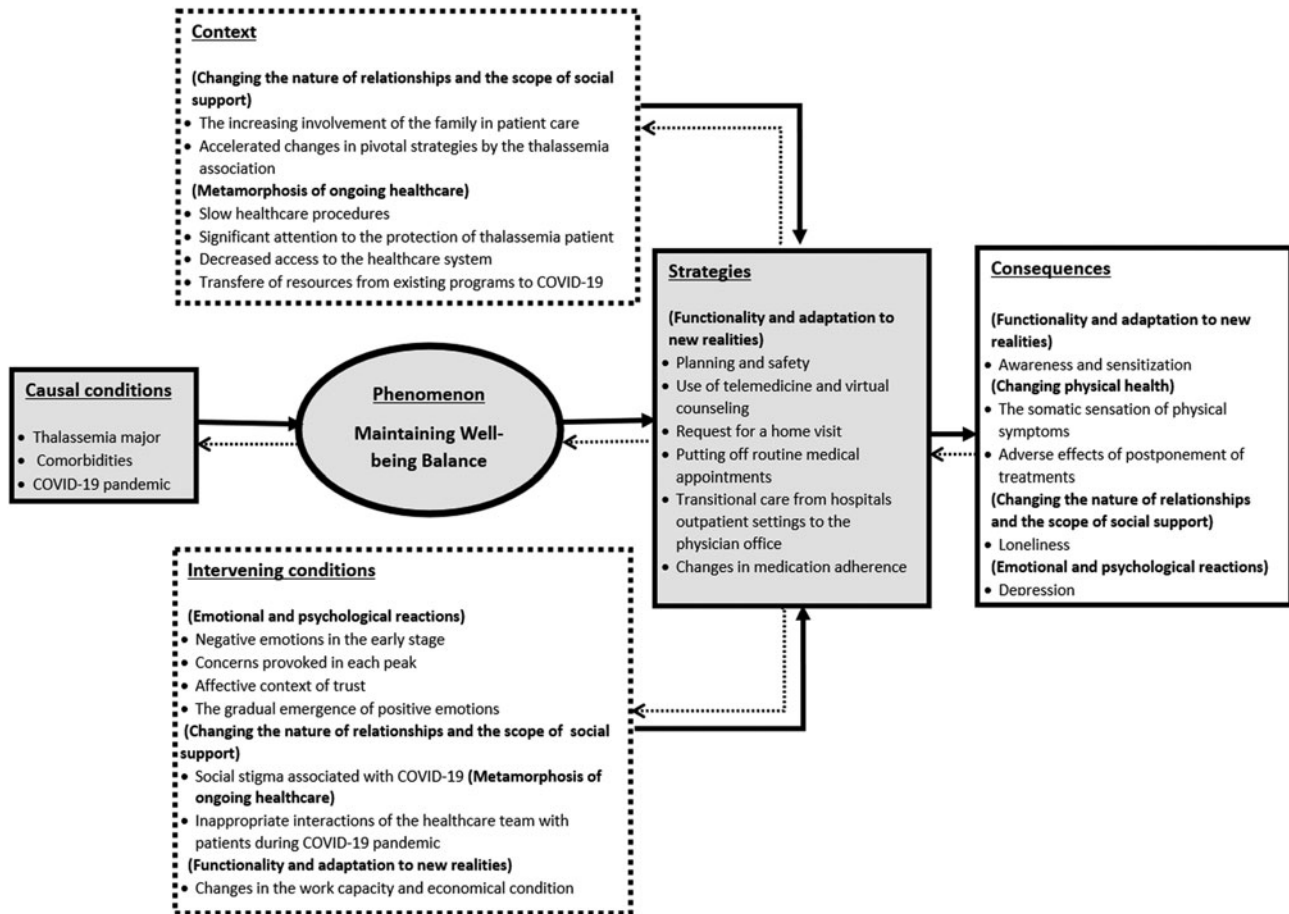 Context
(Changing the nature of relationships and the scope of social
support)
• The increasing involvement of the family in patient care
• Accelerated changes in pivotal strategies by the thalassemia
association
(Metamorphosis of ongoing healthcare)
• Slow healthcare procedures
• Significant attention to the protection of thalassemia patient
• Decreased access to the healthcare system
• Transfere of resources from existing programs to COVID-19
Causal conditions
• Thalassemia major
• Comorbidities
• COVID-19 pandemic
Phenomenon
Maintaining Well-
being Balance
Strategies
(Functionality and adaptation to
new realities)
• Planning and safety
• Use of telemedicine and virtual
counseling
• Request for a home visit
• Putting off routine medical
appointments
• Transitional care from hospitals
outpatient settings to the
physician office
• Changes in medication adherence
Consequences
(Functionality and adaptation to new
realities)
• Awareness and sensitization
(Changing physical health)
• The somatic sensation of physical
symptoms
• Adverse effects of postponement of
treatments
(Changing the nature of relationships
and the scope of social support)
• Loneliness
(Emotional and psychological reactions)
• Depression
Intervening conditions
(Emotional and psychological reactions)
• Negative emotions in the early stage
• Concerns provoked in each peak
• Affective context of trust
• The gradual emergence of positive emotions
(Changing the nature of relationships and the scope of social
support)
• Social stigma associated with COVID-19 (Metamorphosis of
ongoing healthcare)
• Inappropriate interactions of the healthcare team with
patients during COVID-19 pandemic
(Functionality and adaptation to new realities)
• Changes in the work capacity and economical condition